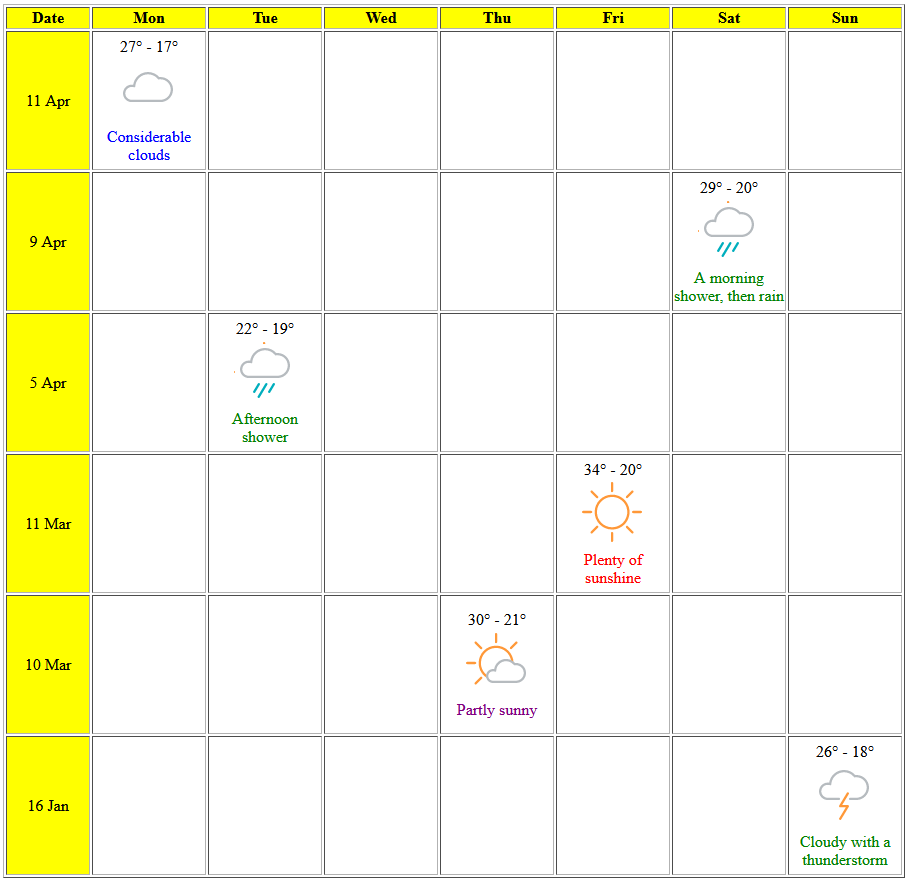 Date Mon Tue Wed Thu Fri Sat Sun
11 Apr
27° - 17°
Considerable
clouds
9 Apr
29° - 20°
A morning
shower, then rain
5 Apr
22° - 19°
Afternoon
shower
11 Mar
34° - 20°
Plenty of
sunshine
10 Mar
30° - 21°
Partly sunny
16 Jan
26° - 18°
Cloudy with a
thunderstorm